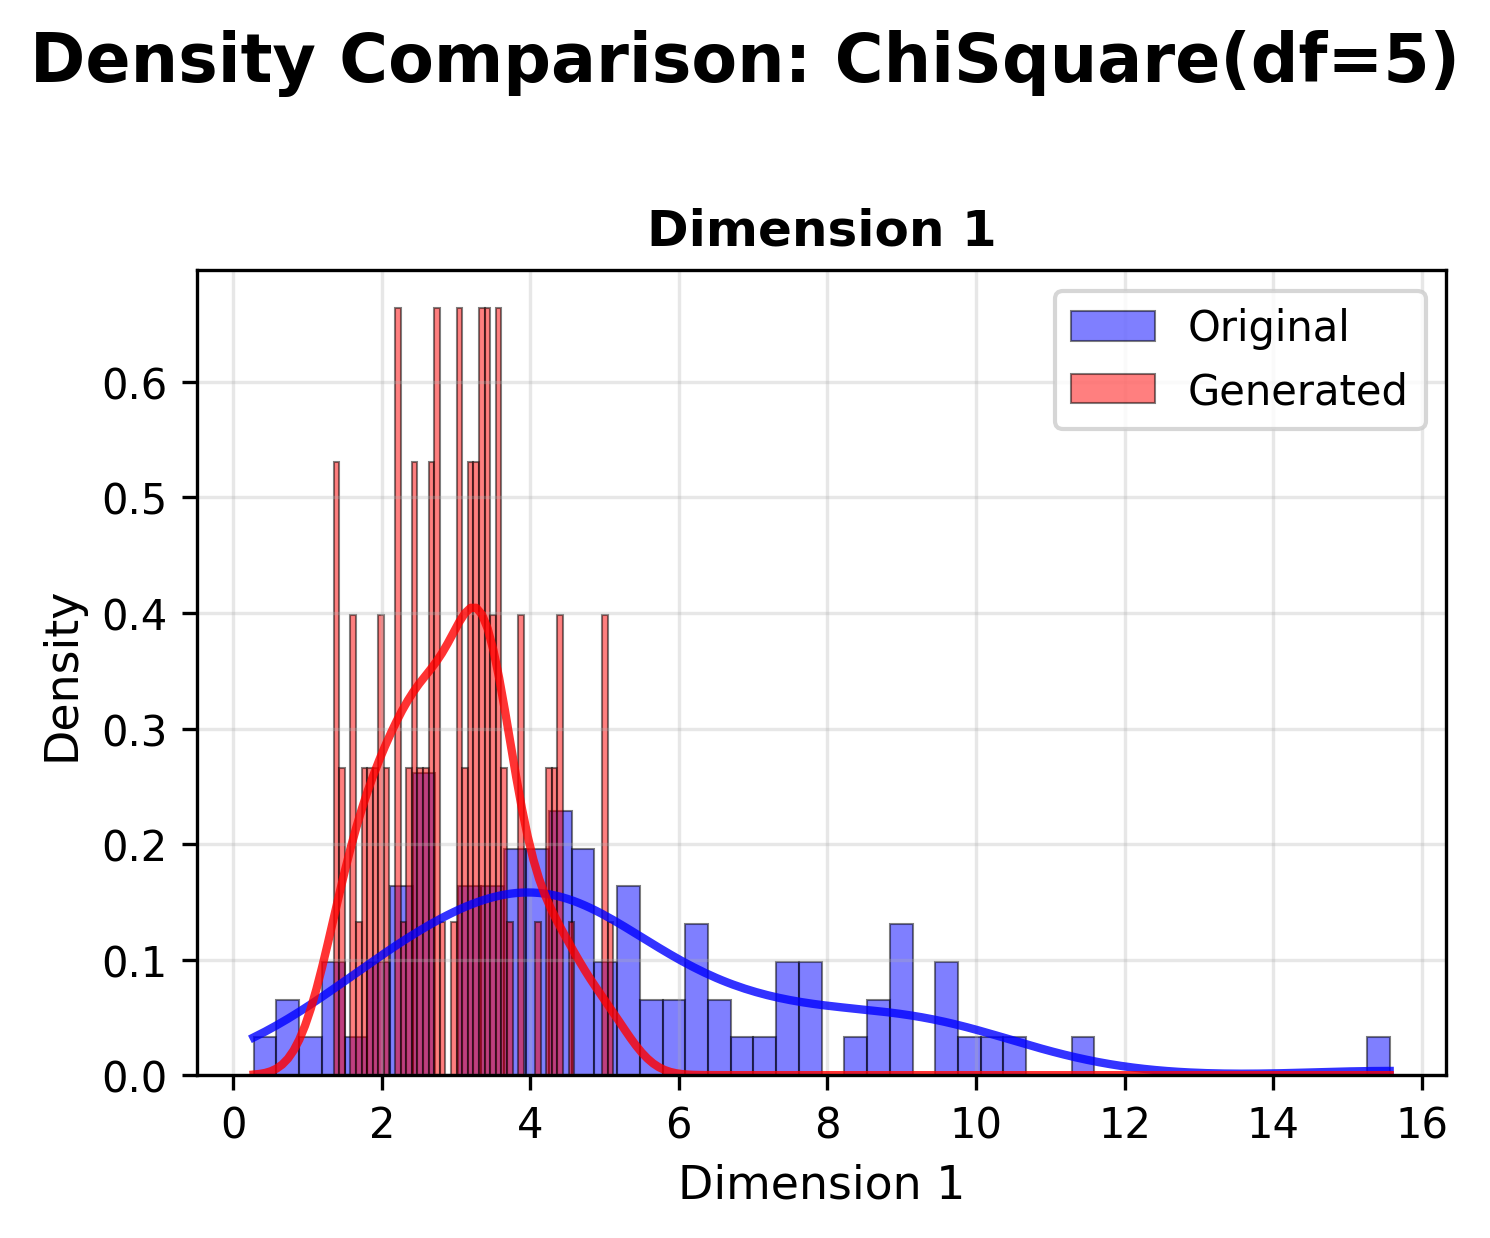 Density Comparison: ChiSquare(df=5)
Dimension 1
Original
Generated
Density
0.6
0.5
0.4
0.3
0.2
0.1
0.0
0 2 4 6 8 10 12 14 16
Dimension 1